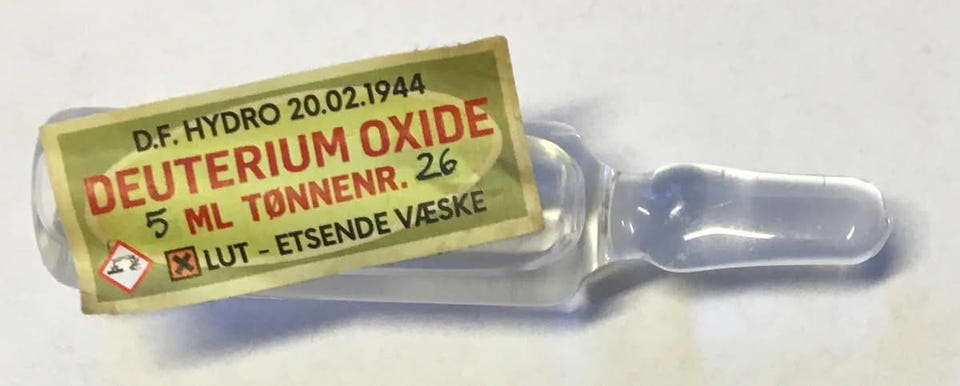 D.F. HYDRO 20.02.1944
DEUTERIUM OXIDE
5 ML TØNNENR. 26
LUT - ETSENDE VÆSKE